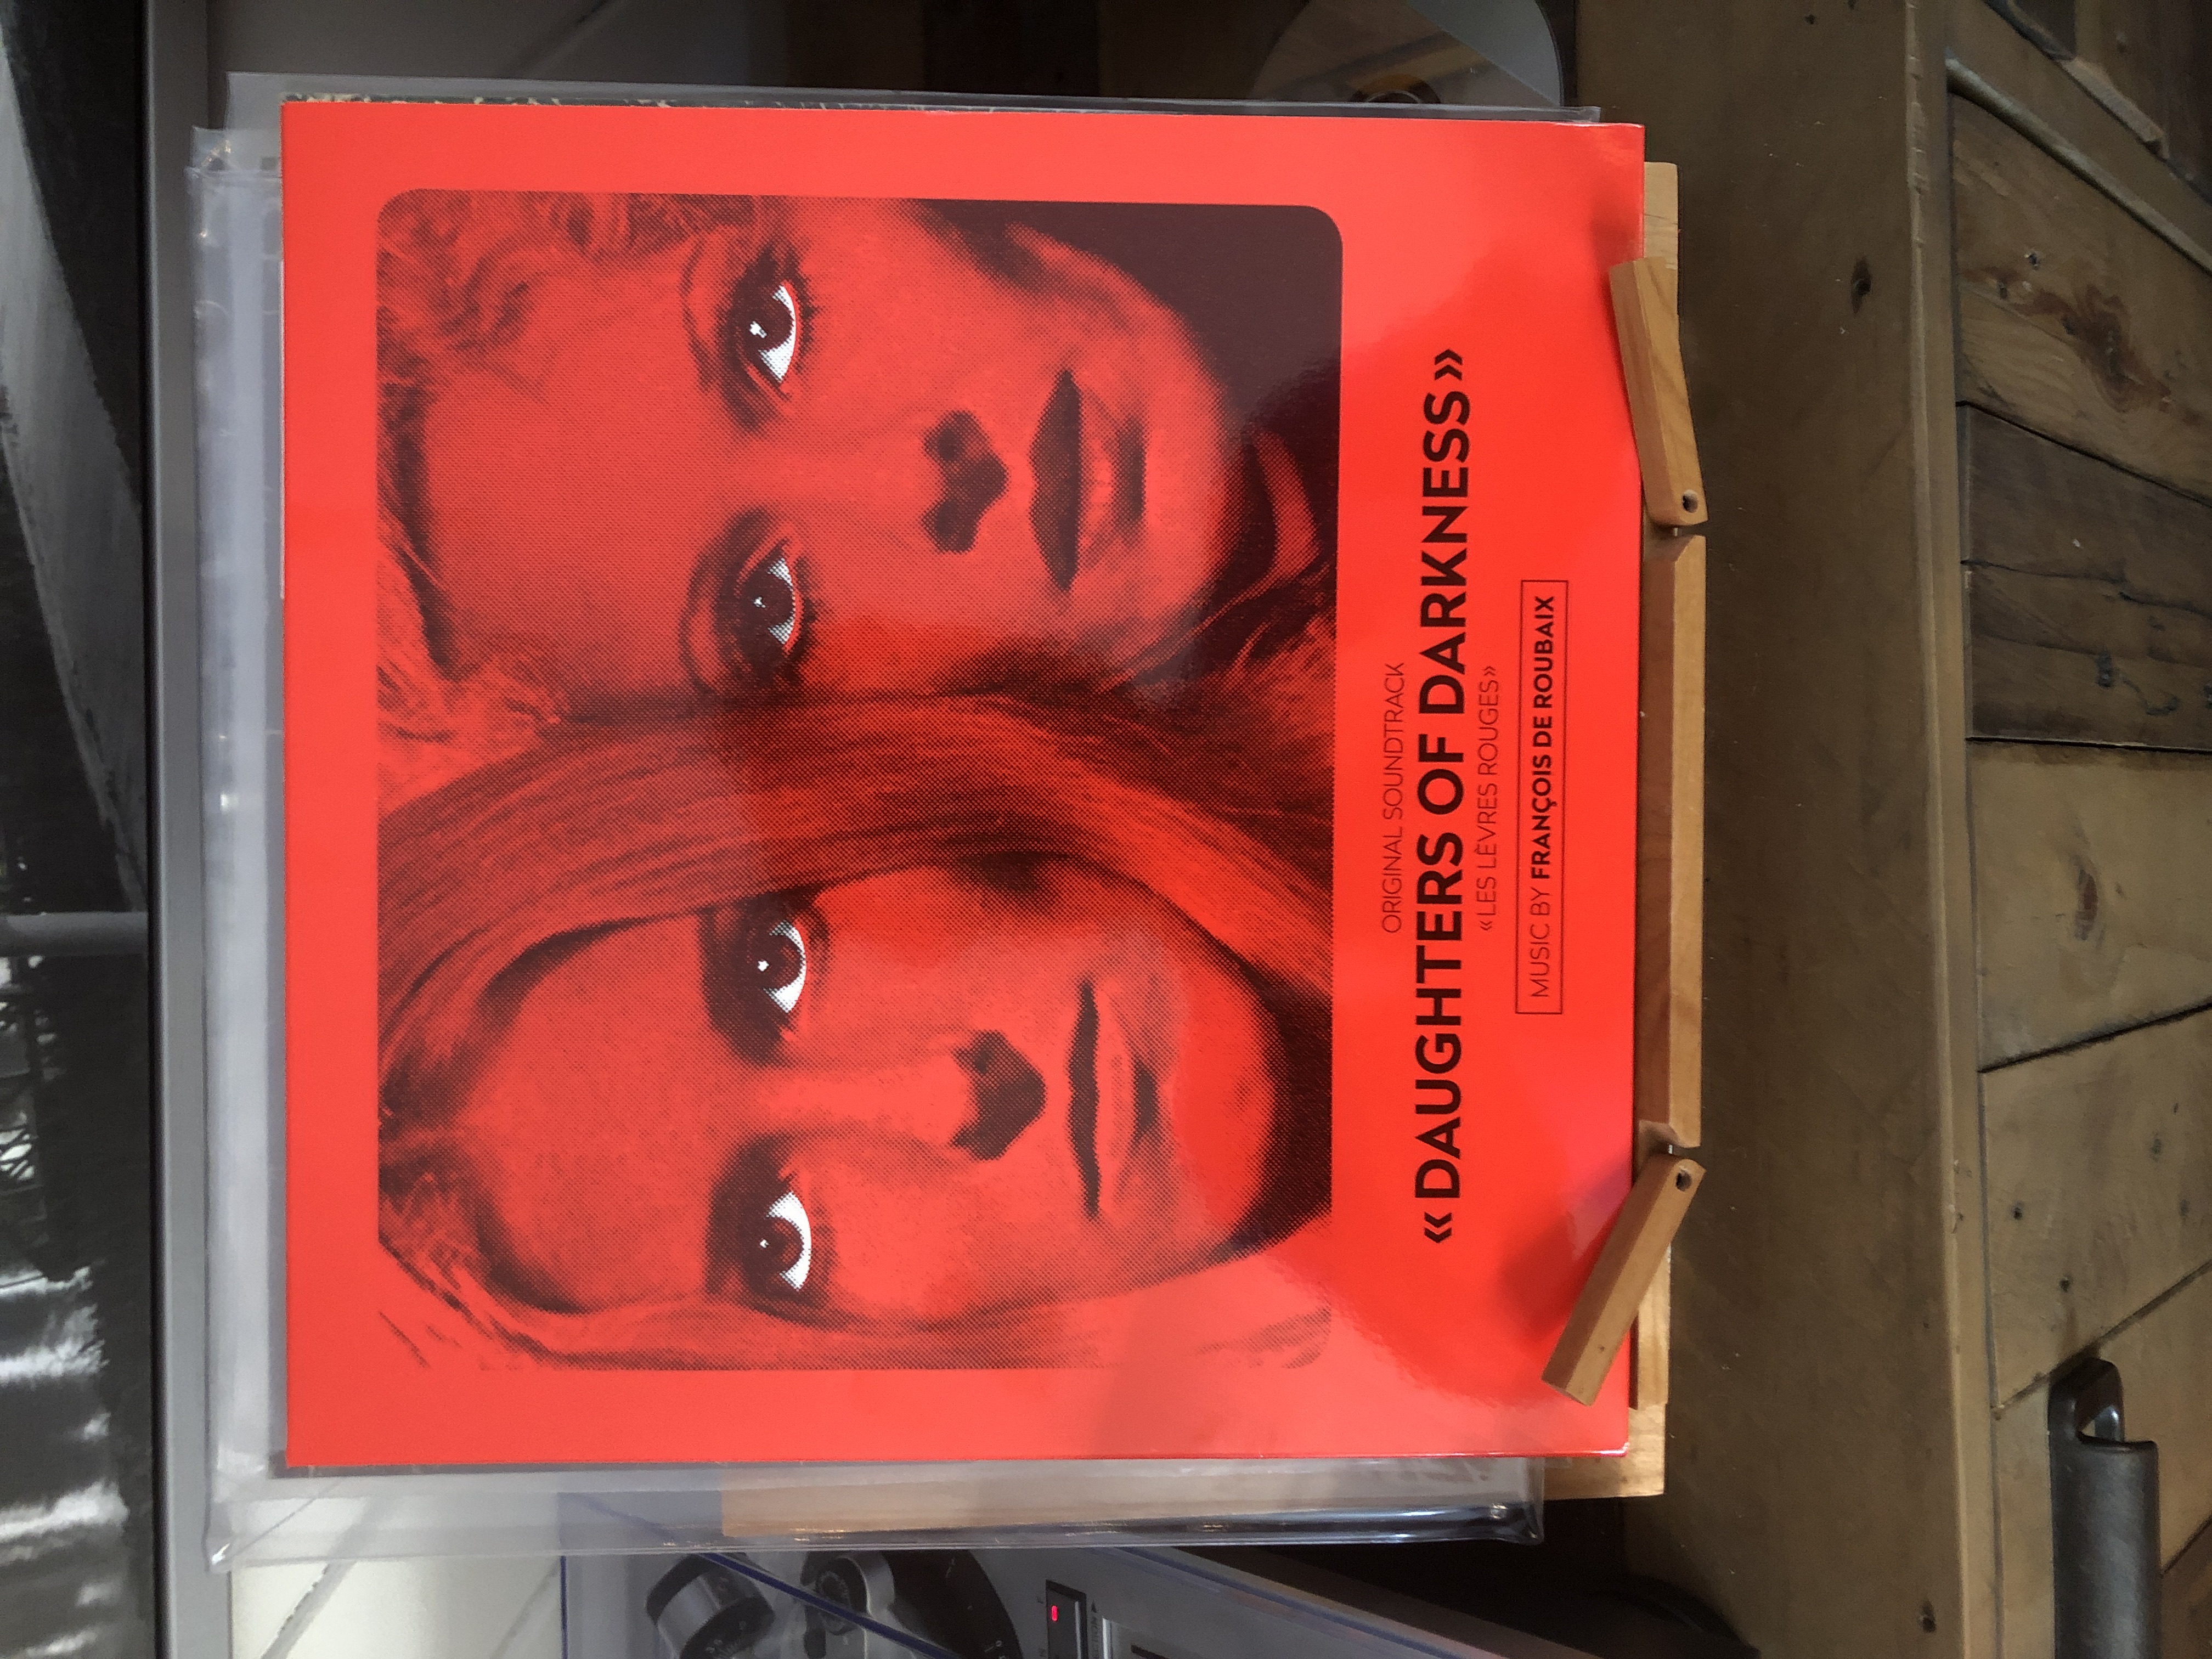 ORIGINAL SOUNDTRACK
«DAUGHTERS OF DARKNESS»
«LES LÈVRES ROUGES»
MUSIC BY FRANÇOIS DE ROUBAIX